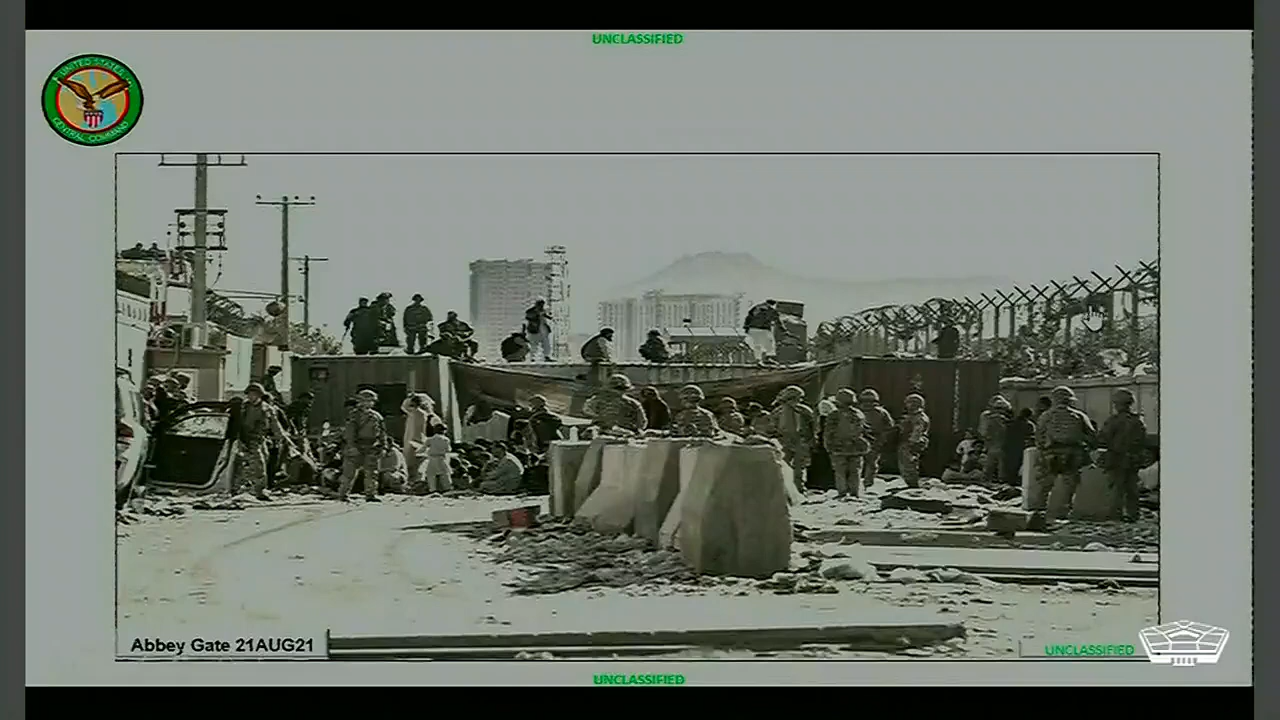 UNCLASSIFIED
UNITED STATES
CENTRAL COMMAND
Abbey Gate 21AUG21
UNCLASSIFIED
UNCLASSIFIED